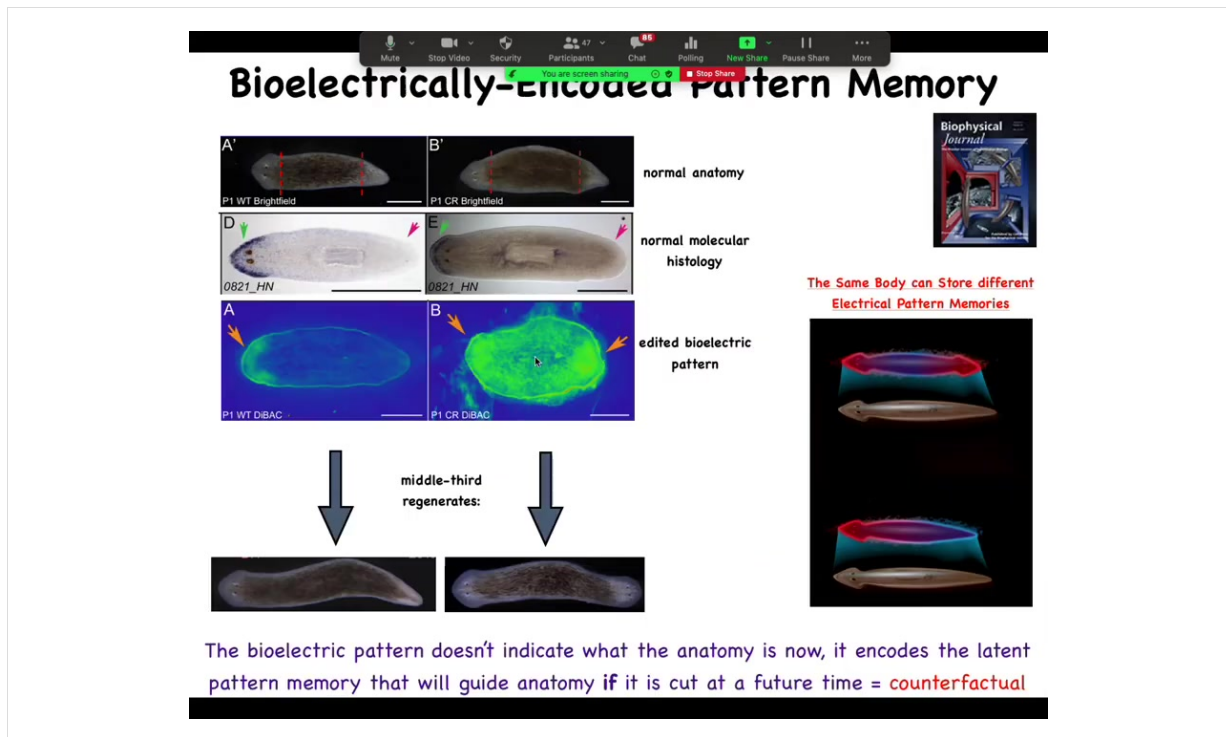 Mute
Stop Video
Security
47
Participants
85
Chat
Polling
New Share
Pause Share
More
You are screen sharing
Stop Share
Bioelectrically-Encoded Pattern Memory
A'
P1 WT Brightfield
B'
P1 CR Brightfield
normal anatomy
D
0821_HN
E
*
0821_HN
normal molecular
histology
A
P1 WT DiBAC
B
P1 CR DiBAC
edited bioelectric
pattern
middle-third
regenerates:
Biophysical
Journal
The Same Body can Store different
Electrical Pattern Memories
The bioelectric pattern doesn't indicate what the anatomy is now, it encodes the latent
pattern memory that will guide anatomy if it is cut at a future time = counterfactual